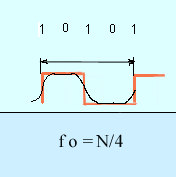 1 0 1 0 1
f o = N/4